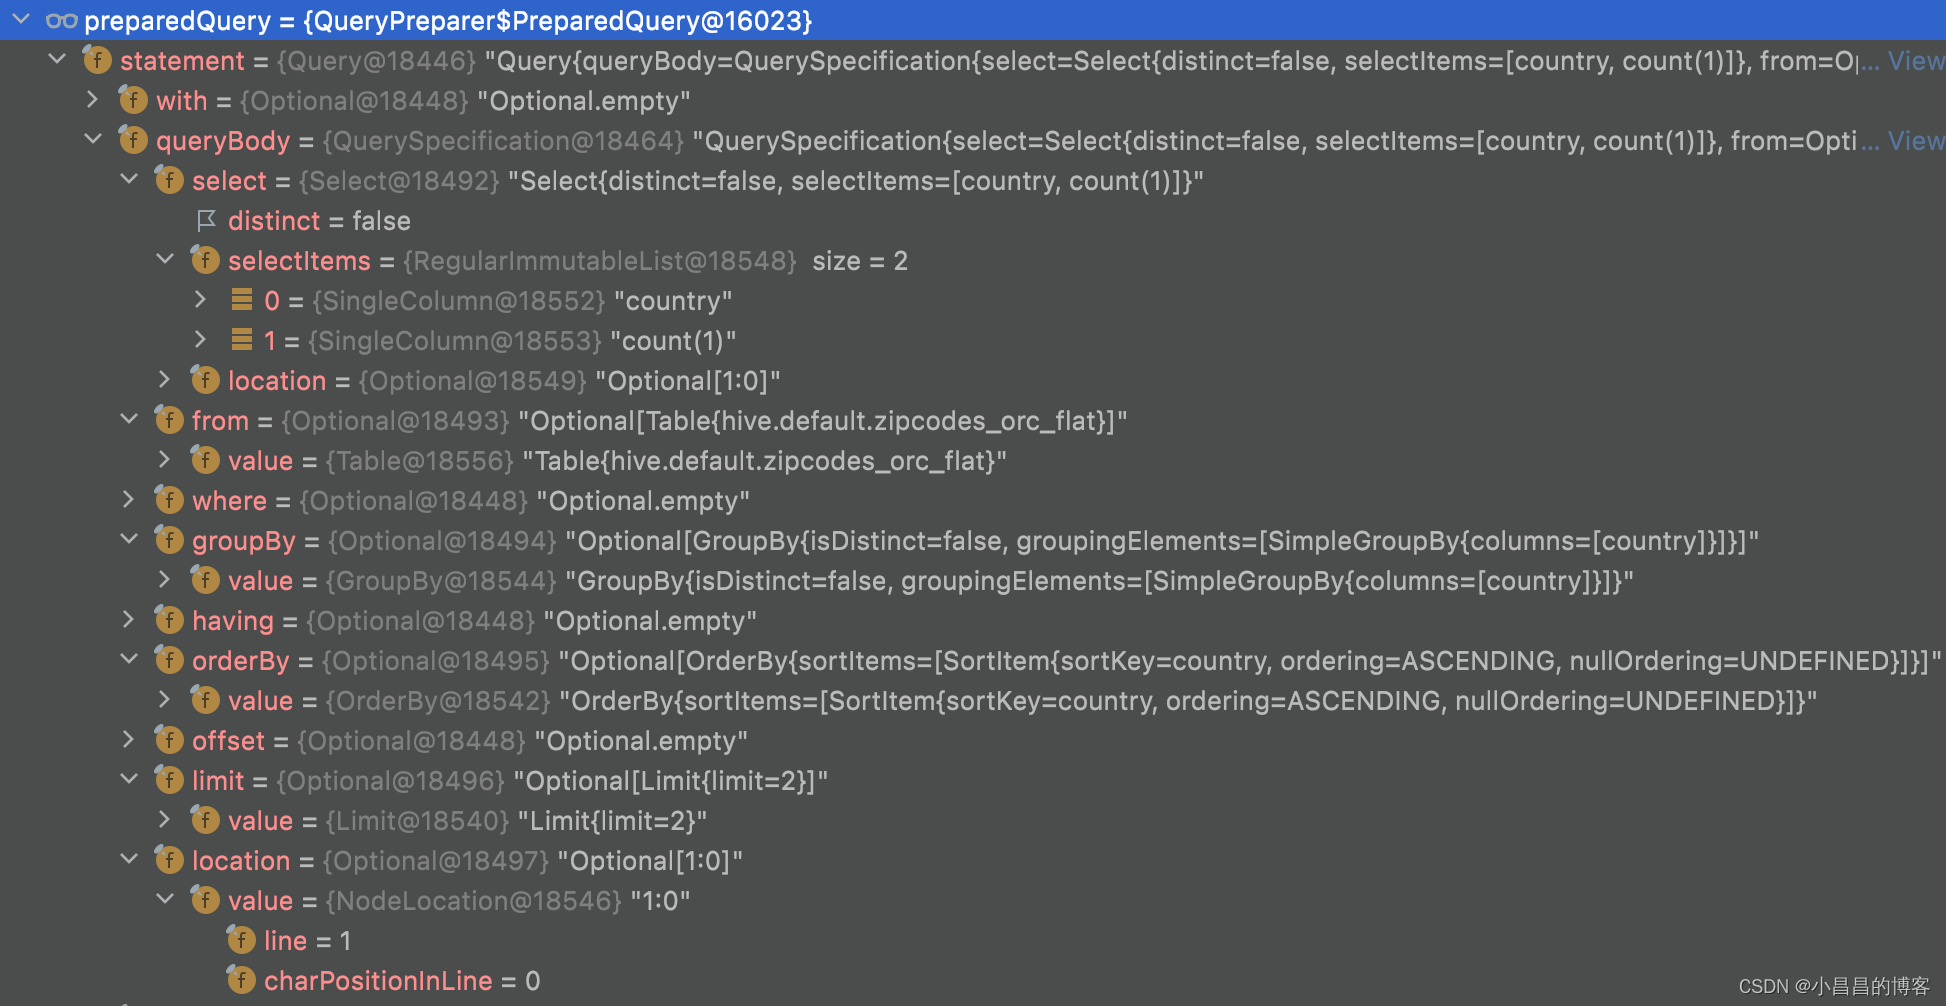 preparedQuery = {QueryPreparer$PreparedQuery@16023}
statement = {Query@18446} "Query{queryBody=QuerySpecification{select=Select{distinct=false, selectItems=[country, count(1)]}, from=Op... View
with = {Optional@18448} "Optional.empty"
queryBody = {QuerySpecification@18464} "QuerySpecification{select=Select{distinct=false, selectItems=[country, count(1)]}, from=Opti... View
select = {Select@18492} "Select{distinct=false, selectItems=[country, count(1)]}"
distinct = false
selectItems = {RegularImmutableList@18548} size = 2
0 = {SingleColumn@18552} "country"
1 = {SingleColumn@18553} "count(1)"
location = {Optional@18549} "Optional[1:0]"
from = {Optional@18493} "Optional[Table{hive.default.zipcodes_orc_flat}]"
value = {Table@18556} "Table{hive.default.zipcodes_orc_flat}"
where = {Optional@18448} "Optional.empty"
groupBy = {Optional@18494} "Optional[GroupBy{isDistinct=false, groupingElements=[SimpleGroupBy{columns=[country]}]}]"
value = {GroupBy@18544} "GroupBy{isDistinct=false, groupingElements=[SimpleGroupBy{columns=[country]}]}"
having = {Optional@18448} "Optional.empty"
orderBy = {Optional@18495} "Optional[OrderBy{sortItems=[SortItem{sortKey=country, ordering=ASCENDING, nullOrdering=UNDEFINED}]}]"
value = {OrderBy@18542} "OrderBy{sortItems=[SortItem{sortKey=country, ordering=ASCENDING, nullOrdering=UNDEFINED}]}"
offset = {Optional@18448} "Optional.empty"
limit = {Optional@18496} "Optional[Limit{limit=2}]"
value = {Limit@18540} "Limit{limit=2}"
location = {Optional@18497} "Optional[1:0]"
value = {NodeLocation@18546} "1:0"
line = 1
charPositionInLine = 0
CSDN @小昌昌的博客